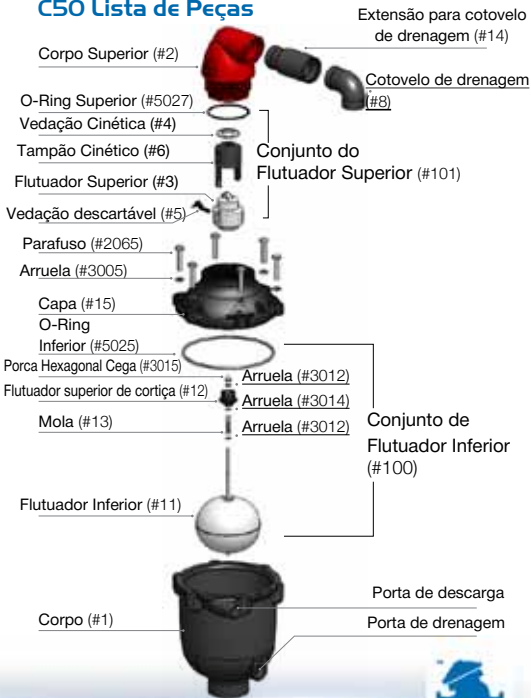 C50 Lista de Peças
Extensão para cotovelo
de drenagem (#14)
Corpo Superior (#2)
Cotovelo de drenagem
(#8)
O-Ring Superior (#5027)
Vedação Cinética (#4)
Tampão Cinético (#6)
Conjunto do
Flutuador Superior (#101)
Flutuador Superior (#3)
Vedação descartável (#5)
Parafuso (#2065)
Arruela (#3005)
Capa (#15)
O-Ring
Inferior (#5025)
Porca Hexagonal Cega (#3015)
Arruela (#3012)
Flutuador superior de cortiça (#12)
Arruela (#3014)
Mola (#13)
Arruela (#3012)
Conjunto de
Flutuador Inferior
(#100)
Flutuador Inferior (#11)
Porta de descarga
Corpo (#1)
Porta de drenagem